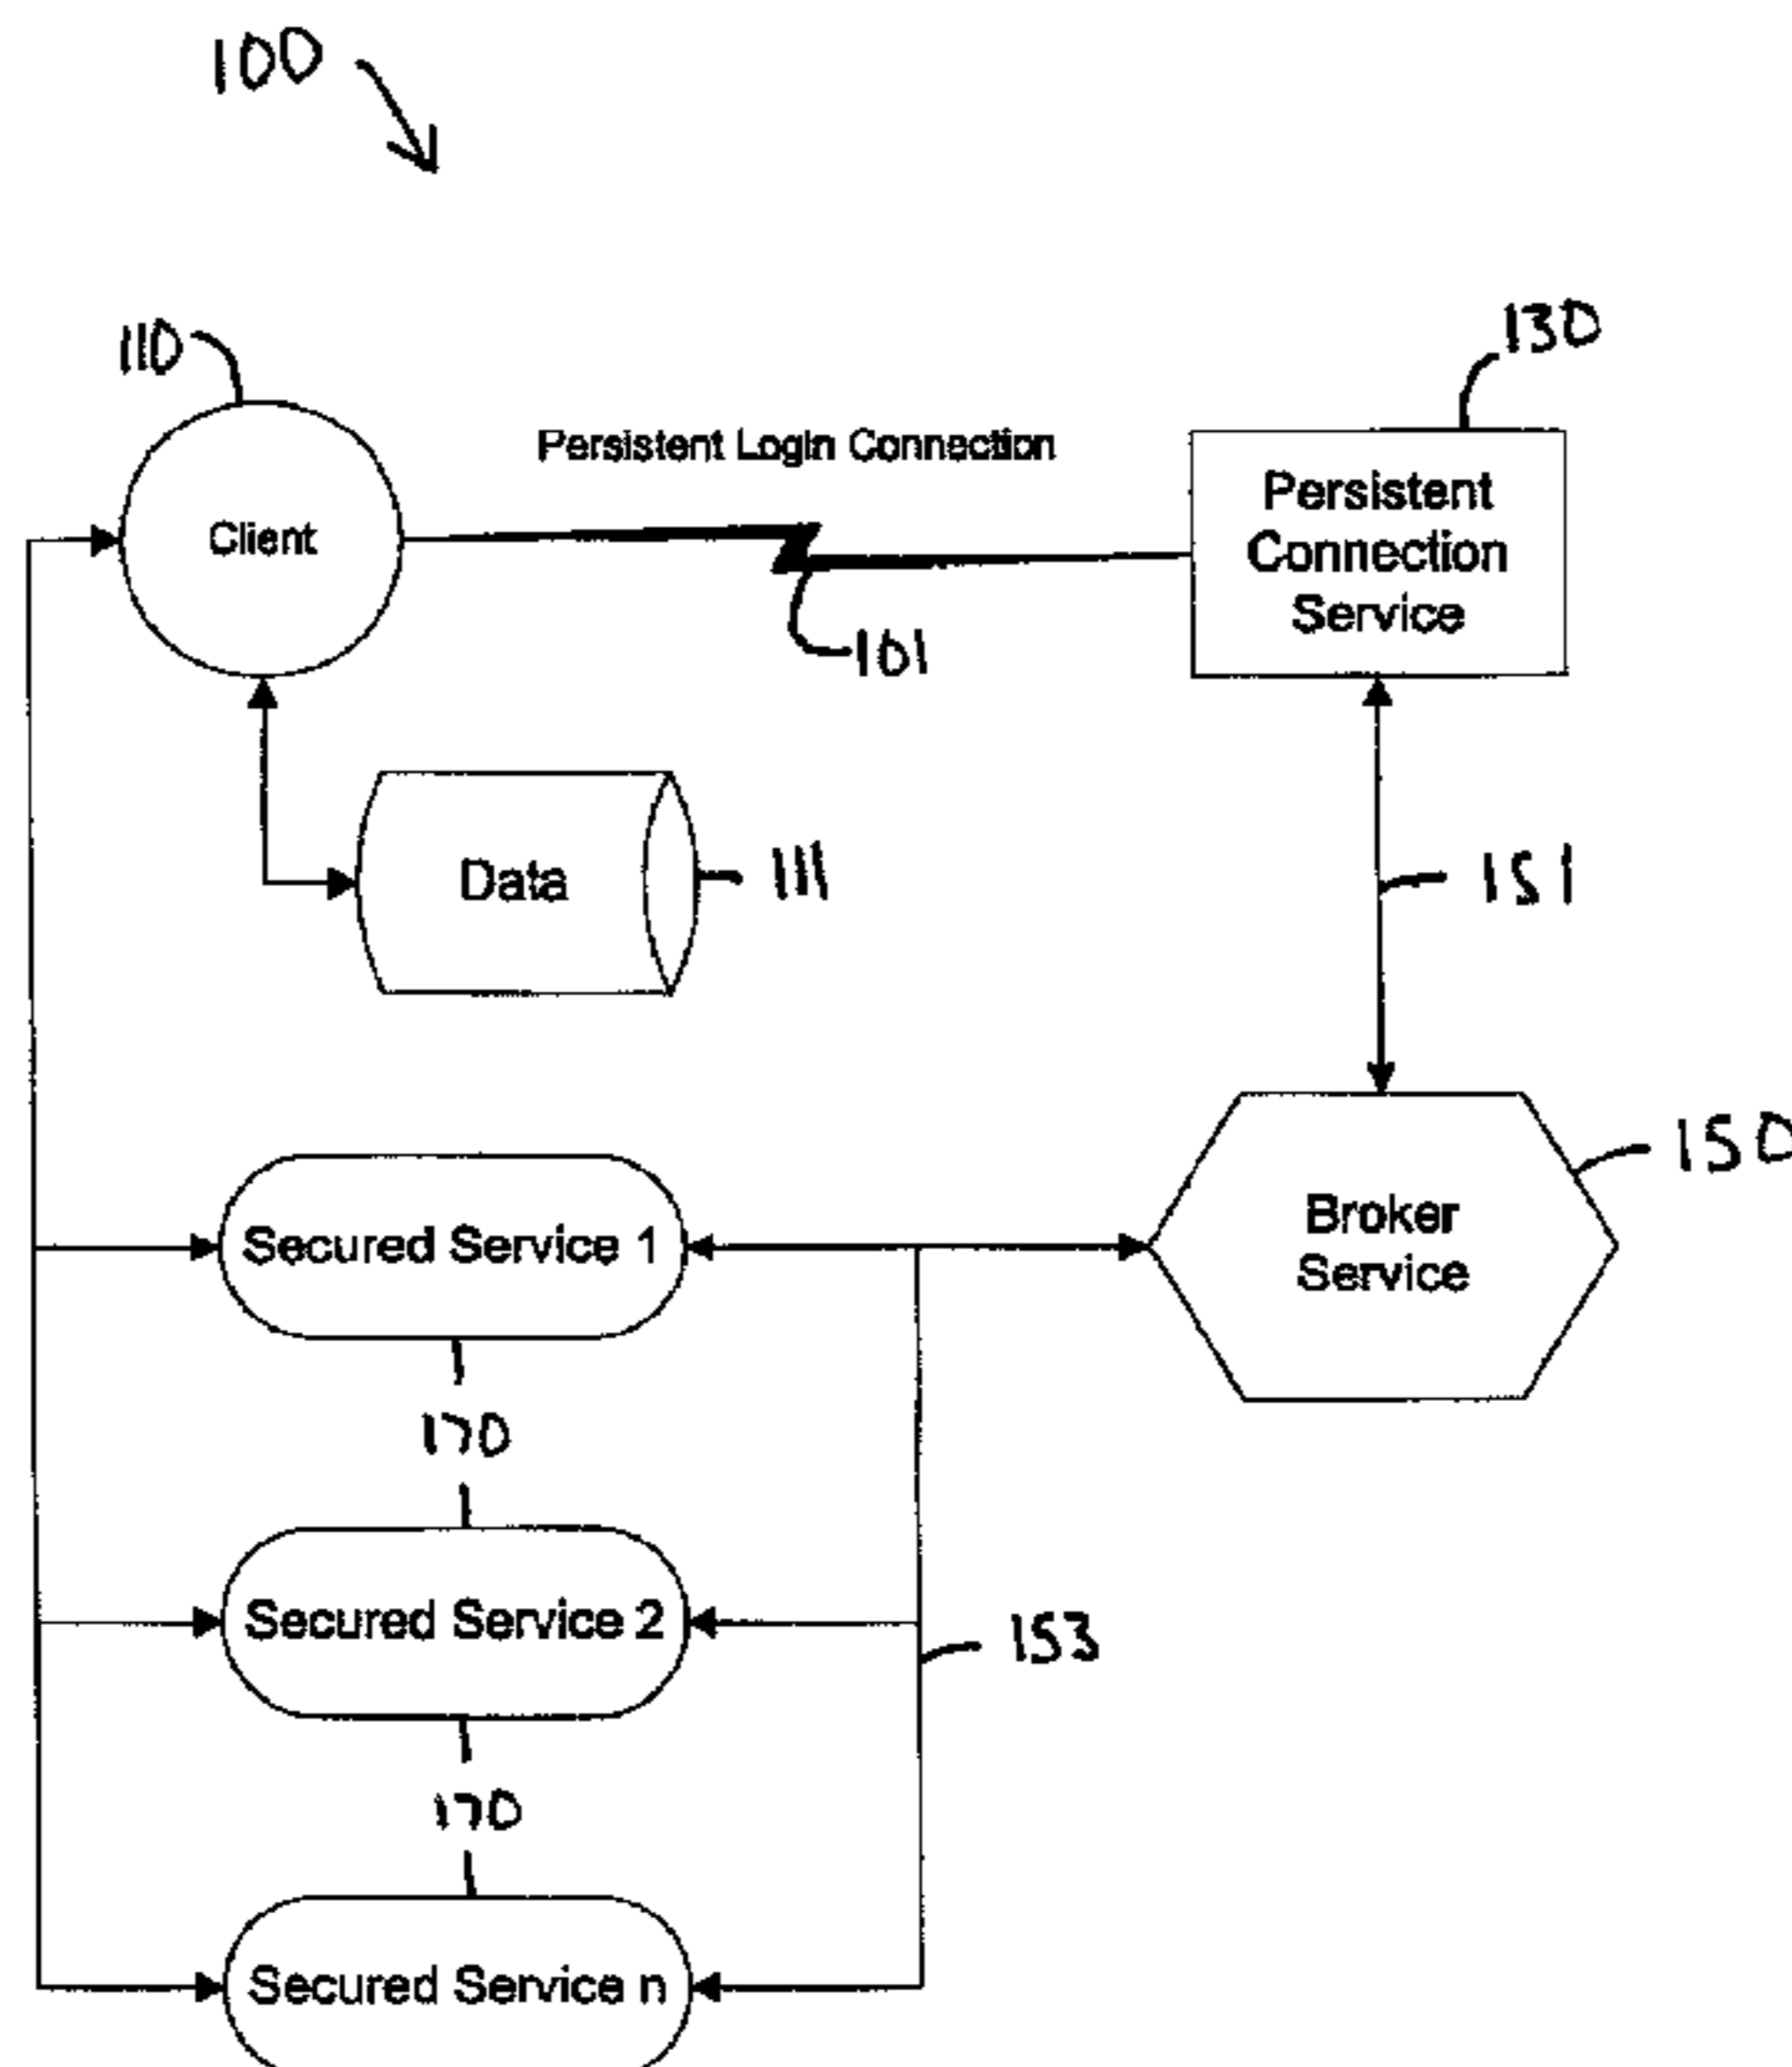 100
110
130
Persistent Login Connection
Persistent
Connection
Service
Client
101
Data
111
151
150
Broker
Service
Secured Service 1
170
Secured Service 2
153
170
Secured Service n